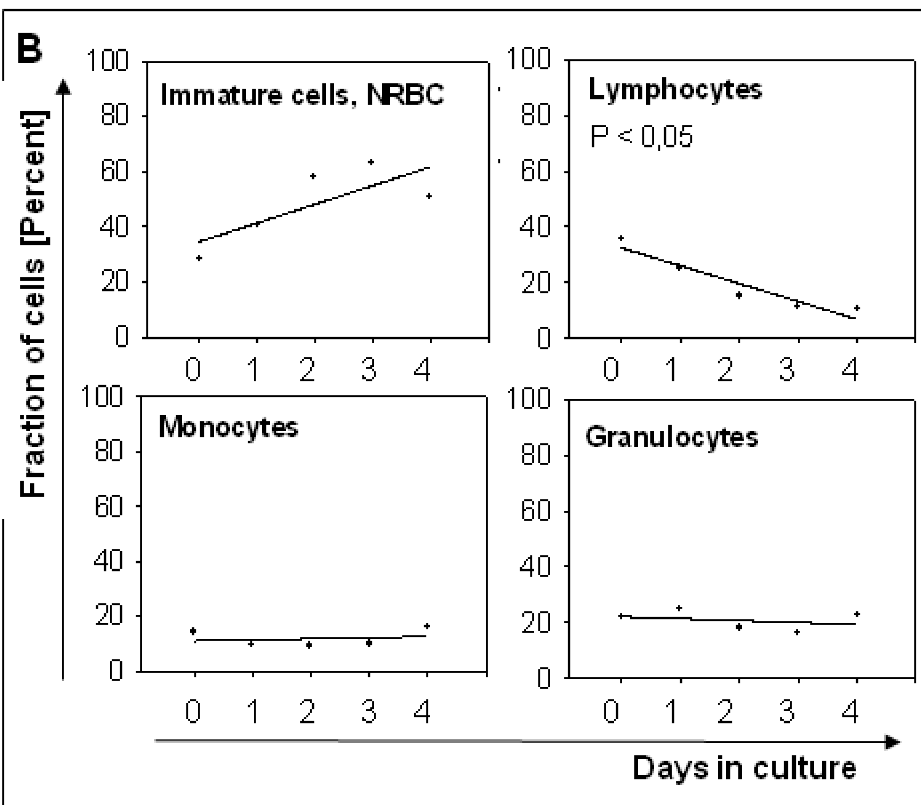 B
Fraction of cells [Percent]
Immature cells, NRBC
100
80
60
40
20
0
0 1 2 3 4
Lymphocytes
P < 0,05
100
80
60
40
20
0
0 1 2 3 4
Monocytes
100
80
60
40
20
0
0 1 2 3 4
Granulocytes
100
80
60
40
20
0
0 1 2 3 4
Days in culture